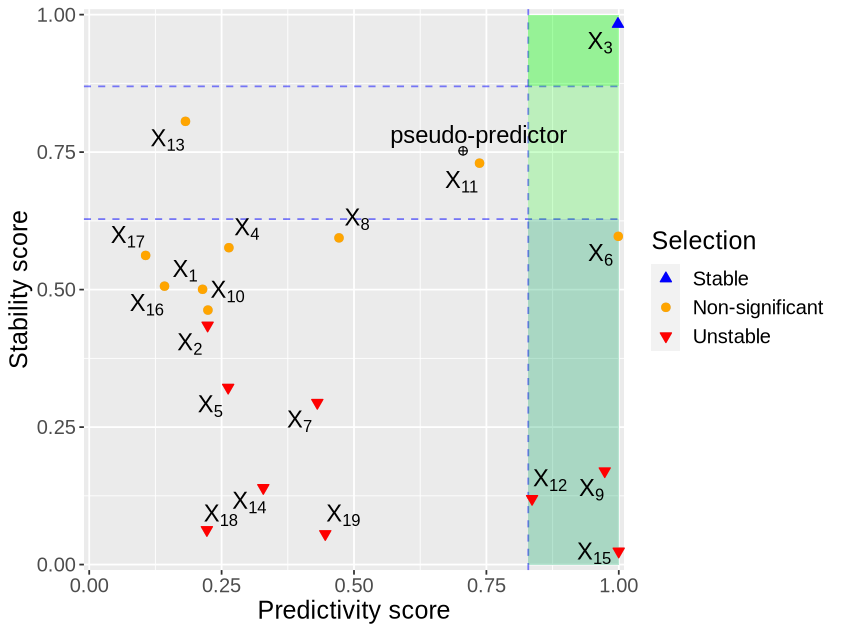 1.00
X3
X13
pseudo-predictor
0.75
X11
X8
X4
X17
X6
X1
0.50
X10
X16
X2
X5
X7
0.25
X12
X9
X14
X18
X19
X15
0.00
0.00 0.25 0.50 0.75 1.00
Predictivity score
Stability score
Selection
Stable
Non-significant
Unstable